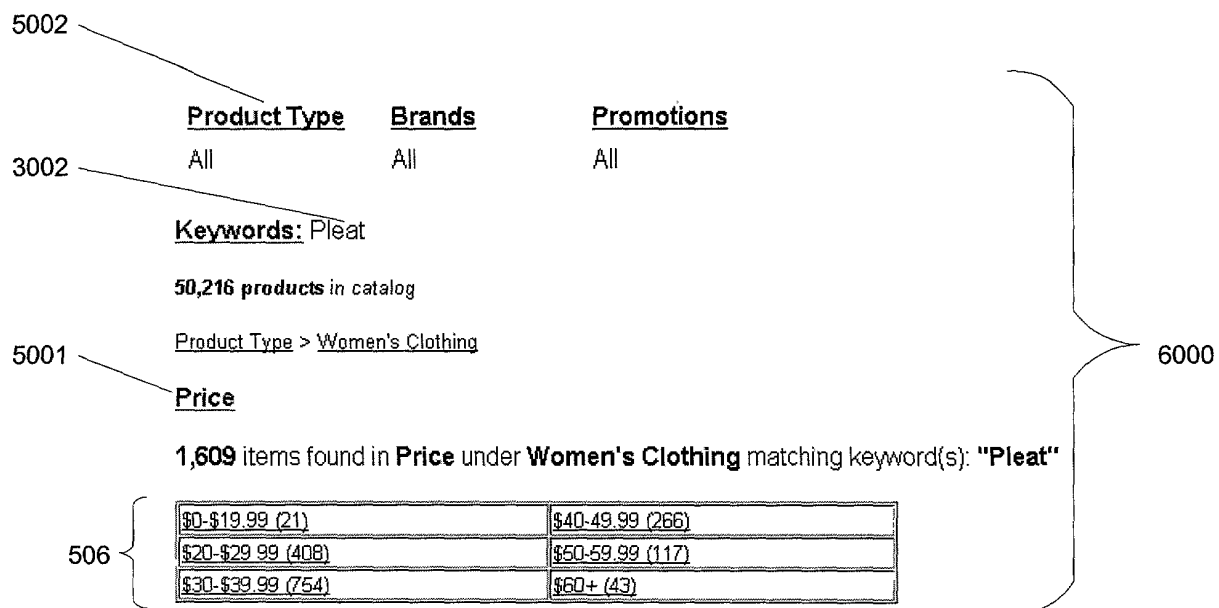 5002
Product Type Brands Promotions
All All All
3002
Keywords: Pleat
50,216 products in catalog
Product Type > Women's Clothing
5001
6000
Price
1,609 items found in Price under Women's Clothing matching keyword(s): "Pleat"
506
$0-$19.99 (21) $40-49.99 (266)
$20-$29.99 (408) $50-59.99 (117)
$30-$39.99 (754) $60+ (43)